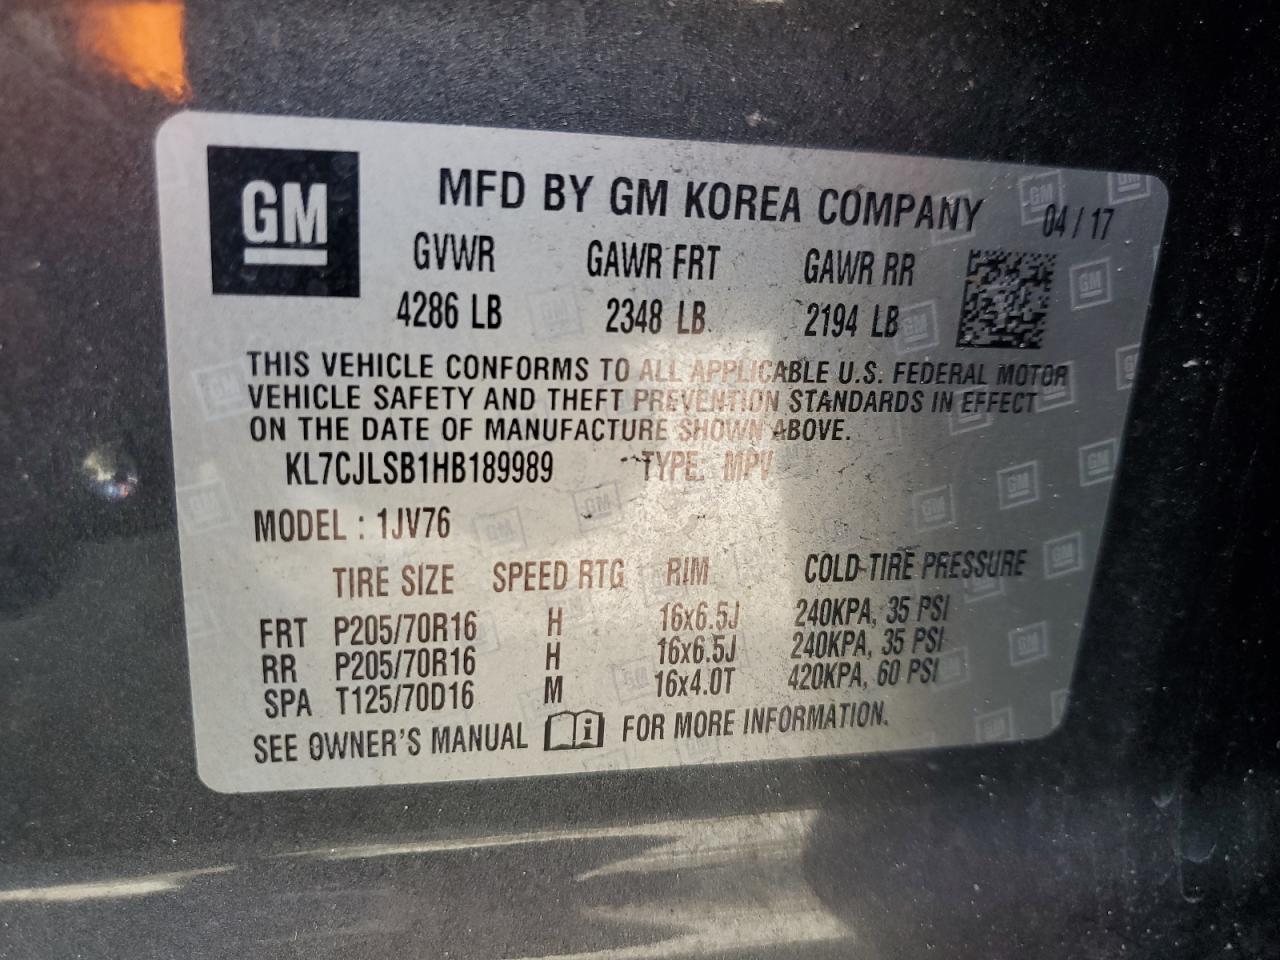 GM
MFD BY GM KOREA COMPANY
04/17
GVWR GAWR FRT GAWR RR
4286 LB 2348 LB 2194 LB
THIS VEHICLE CONFORMS TO ALL APPLICABLE U.S. FEDERAL MOTOR
VEHICLE SAFETY AND THEFT PREVENTION STANDARDS IN EFFECT
ON THE DATE OF MANUFACTURE SHOWN ABOVE.
KL7CJLSB1HB189989 TYPE: MPV
MODEL : 1JV76
TIRE SIZE SPEED RTG RIM COLD TIRE PRESSURE
FRT P205/70R16 H 16x6.5J 240KPA, 35 PSI
RR P205/70R16 H 16x6.5J 240KPA, 35 PSI
SPA T125/70D16 M 16x4.0T 420KPA, 60 PSI
SEE OWNER'S MANUAL i FOR MORE INFORMATION.